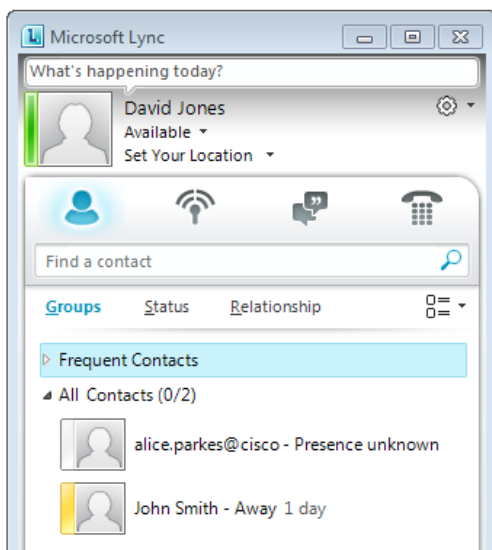 Microsoft Lync
What's happening today?
David Jones
Available
Set Your Location
Find a contact
Groups Status Relationship
Frequent Contacts
All Contacts (0/2)
alice.parkes@cisco - Presence unknown
John Smith - Away 1 day